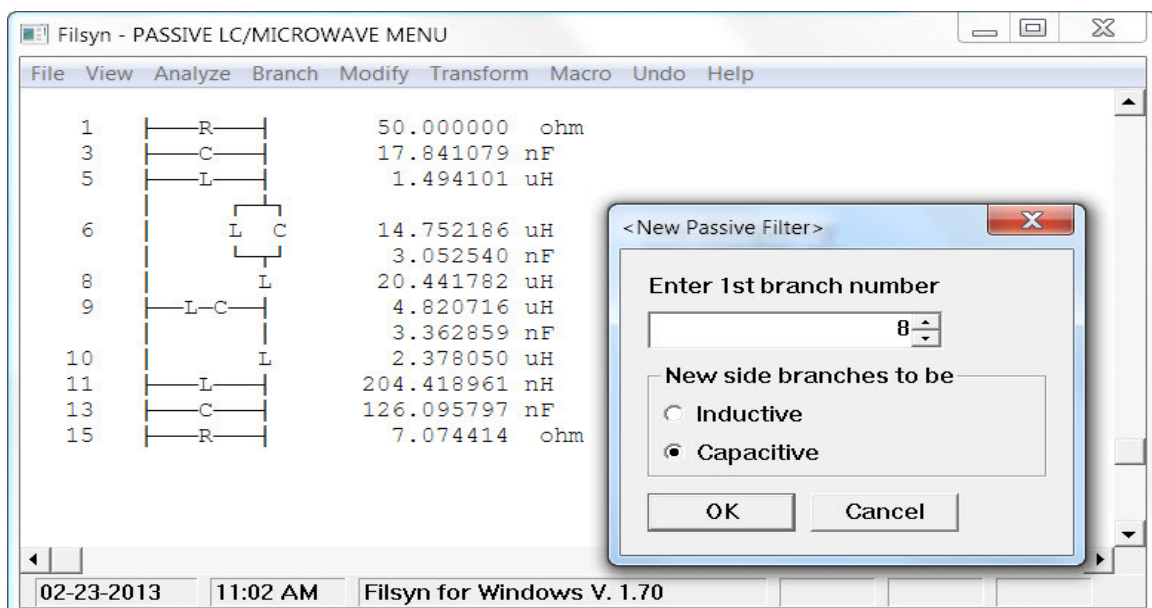 Filsyn - PASSIVE LC/MICROWAVE MENU
File View Analyze Branch Modify Transform Macro Undo Help
1 R 50.000000 ohm
3 C 17.841079 nF
5 L 1.494101 uH
6 L C 14.752186 uH
3.052540 nF
8 L 20.441782 uH
9 L-C 4.820716 uH
3.362859 nF
10 L 2.378050 uH
11 L 204.418961 nH
13 C 126.095797 nF
15 R 7.074414 ohm
<New Passive Filter>
Enter 1st branch number
8
New side branches to be
Inductive
Capacitive
OK Cancel
02-23-2013 11:02 AM Filsyn for Windows V. 1.70